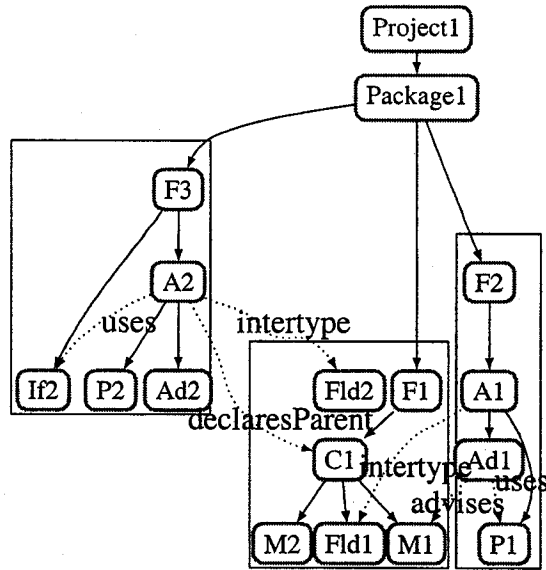 Project1
Package1
F3
F2
A2
uses
intertype
If2
P2
Ad2
Fld2
F1
A1
declaresParent
C1
intertype
Ad1
uses
advises
M2
Fld1
M1
P1